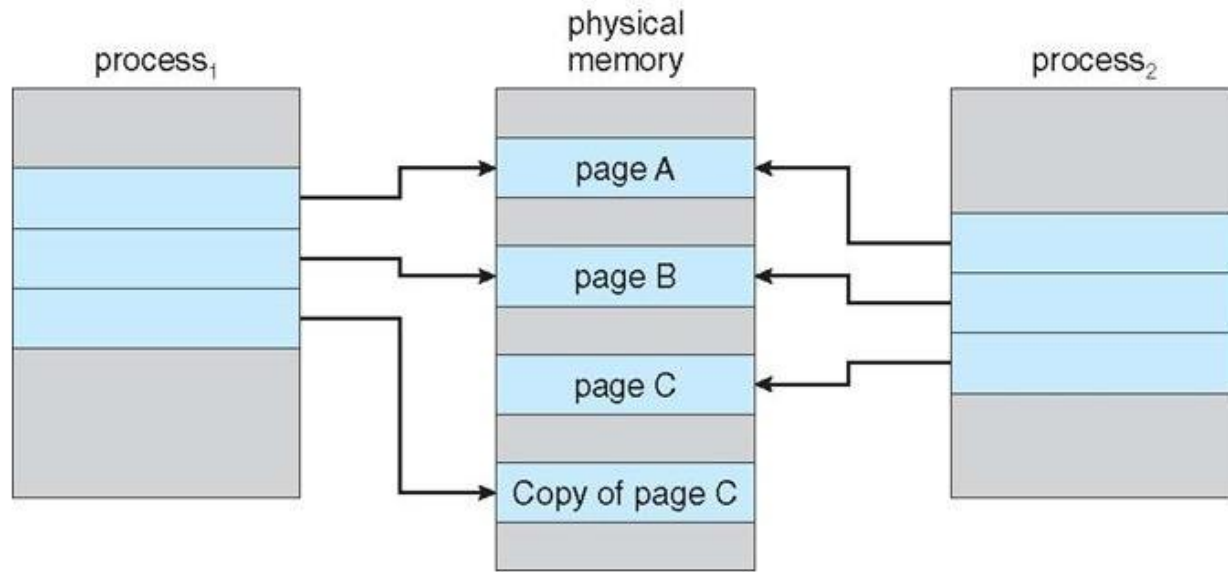 process₁
physical
memory
process₂
page A
page B
page C
Copy of page C